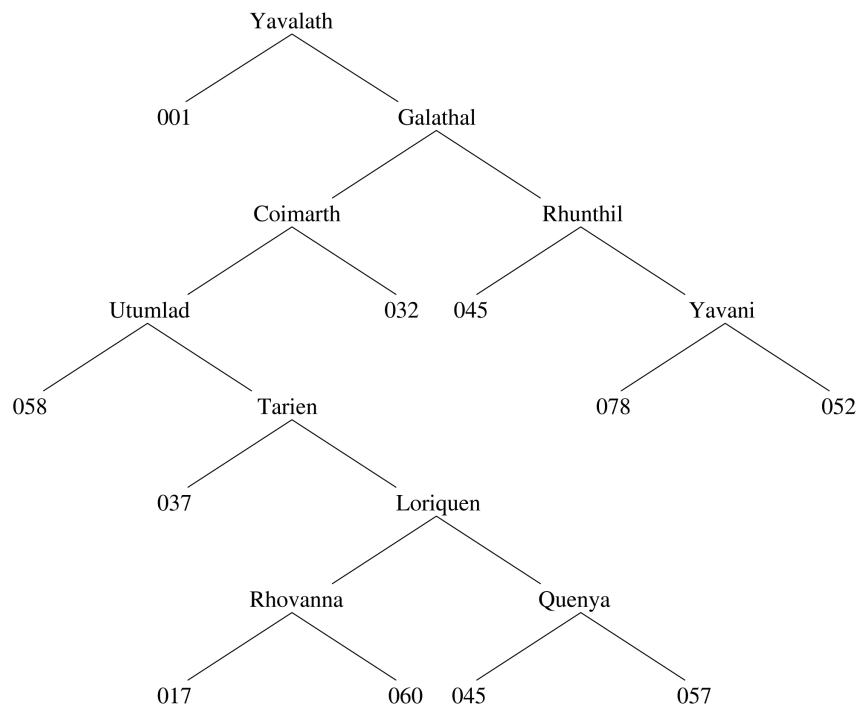 Yavalath
001 Galathal
Coimarth Rhunthil
Utumlad 032 045 Yavani
058 Tarien 078 052
037 Loriquen
Rhovanna Quenya
017 060 045 057